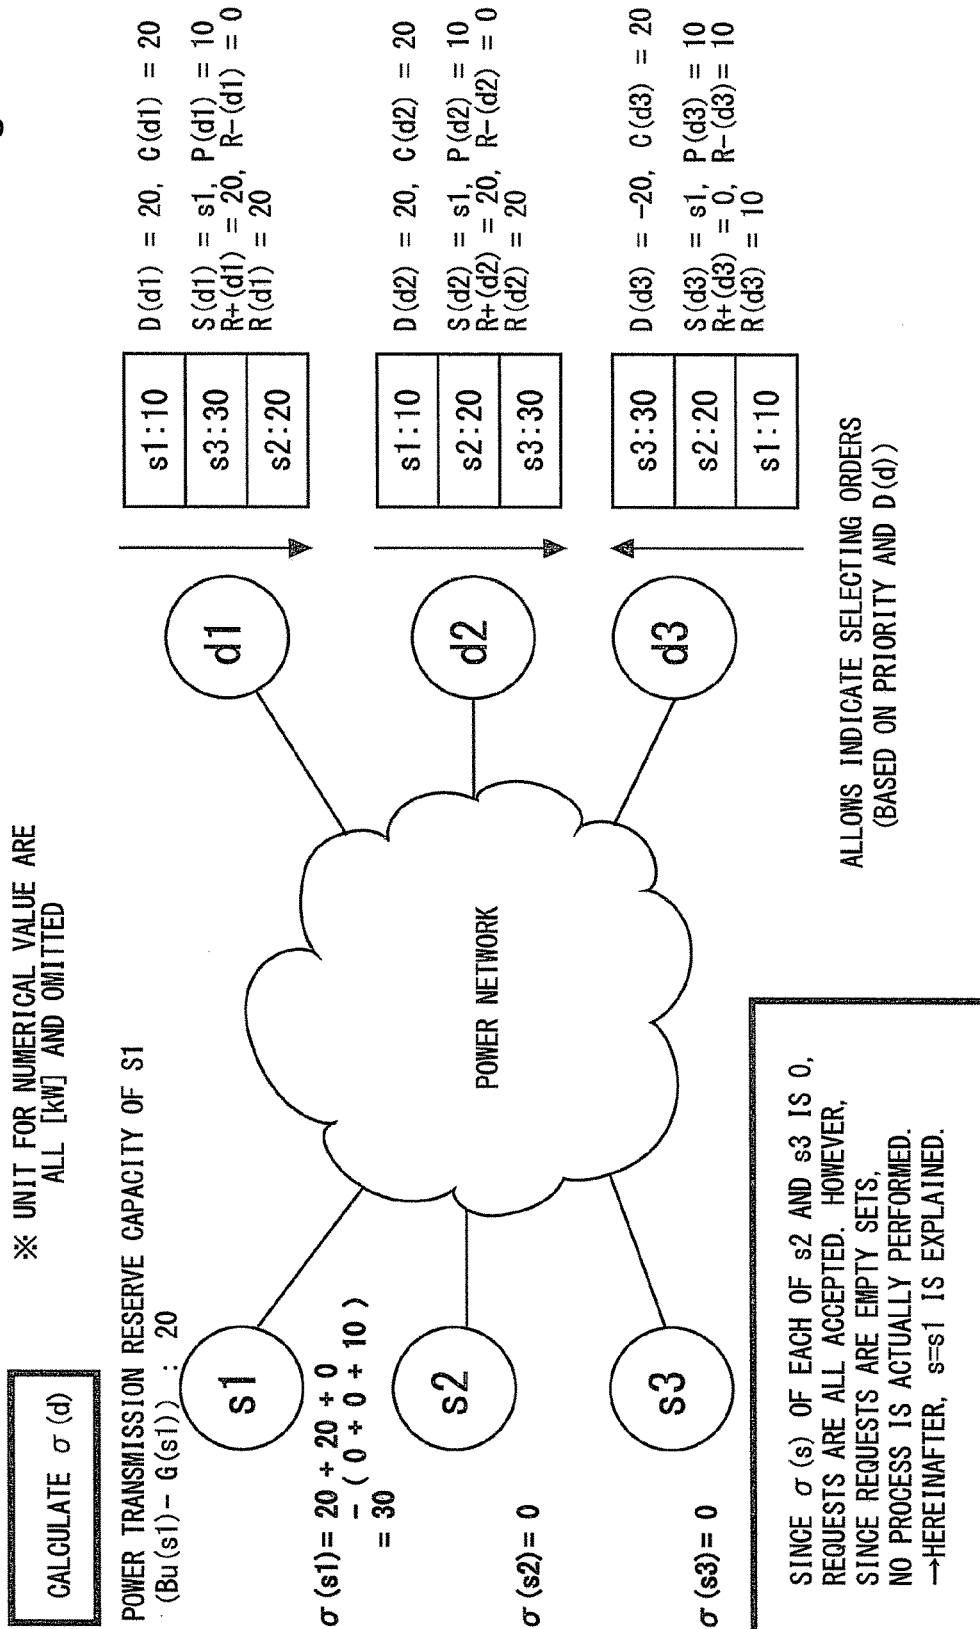 ※ UNIT FOR NUMERICAL VALUE ARE
ALL [kW] AND OMITTED
CALCULATE σ(d)
POWER TRANSMISSION RESERVE CAPACITY OF S1
(Bu(s1)- G(s1)) : 20
s1
σ(s1)= 20 + 20 + 0
- ( 0 + 0 + 10 )
= 30
s2
σ(s2)= 0
s3
σ(s3)= 0
POWER NETWORK
d1
d2
d3
s1:10
s3:30
s2:20
D(d1) = 20, C(d1) = 20
S(d1) = s1, P(d1) = 10
R+(d1) = 20, R-(d1) = 0
R(d1) = 20
s1:10
s2:20
s3:30
D(d2) = 20, C(d2) = 20
S(d2) = s1, P(d2) = 10
R+(d2) = 20, R-(d2) = 0
R(d2) = 20
s3:30
s2:20
s1:10
D(d3) = -20, C(d3) = 20
S(d3) = s1, P(d3) = 10
R+(d3) = 0, R-(d3)= 10
R(d3) = 10
ALLOWS INDICATE SELECTING ORDERS
(BASED ON PRIORITY AND D(d))
SINCE σ(s) OF EACH OF s2 AND s3 IS 0,
REQUESTS ARE ALL ACCEPTED. HOWEVER,
SINCE REQUESTS ARE EMPTY SETS,
NO PROCESS IS ACTUALLY PERFORMED.
→HEREINAFTER, s=s1 IS EXPLAINED.